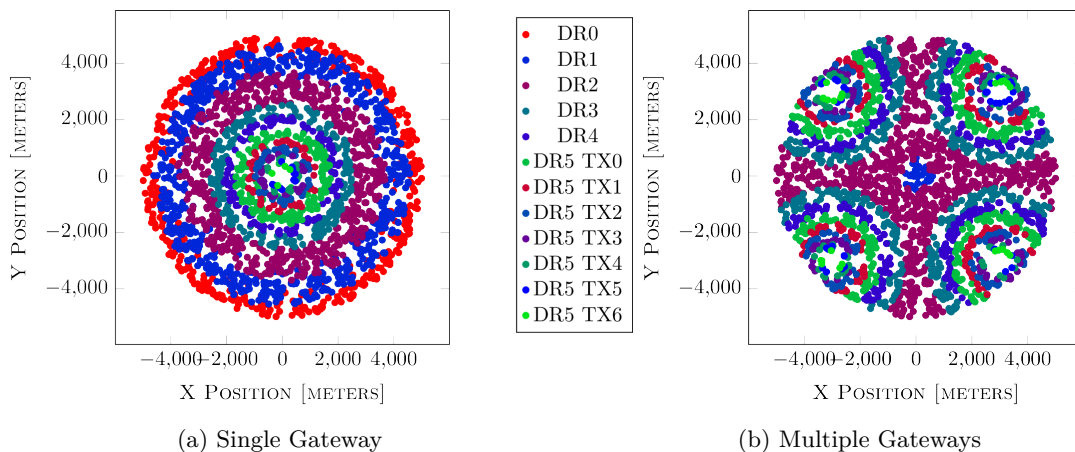 4,000
2,000
0
−2,000
−4,000
Y Position [meters]
−4,000 −2,000 0 2,000 4,000
X Position [meters]
(a) Single Gateway
DR0
DR1
DR2
DR3
DR4
DR5 TX0
DR5 TX1
DR5 TX2
DR5 TX3
DR5 TX4
DR5 TX5
DR5 TX6
4,000
2,000
0
−2,000
−4,000
Y Position [meters]
−4,000 −2,000 0 2,000 4,000
X Position [meters]
(b) Multiple Gateways